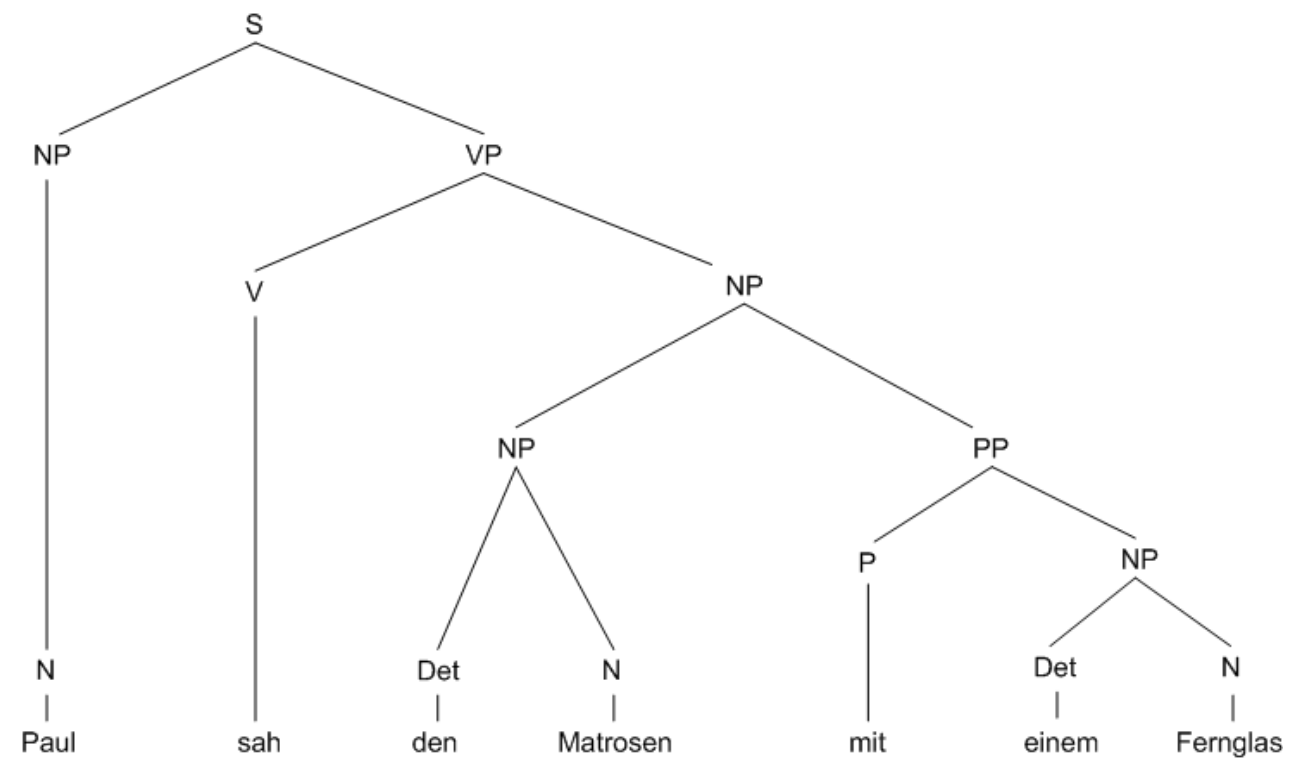 S
NP VP
V NP
NP PP
P NP
N Det N Det N
Paul sah den Matrosen mit einem Fernglas